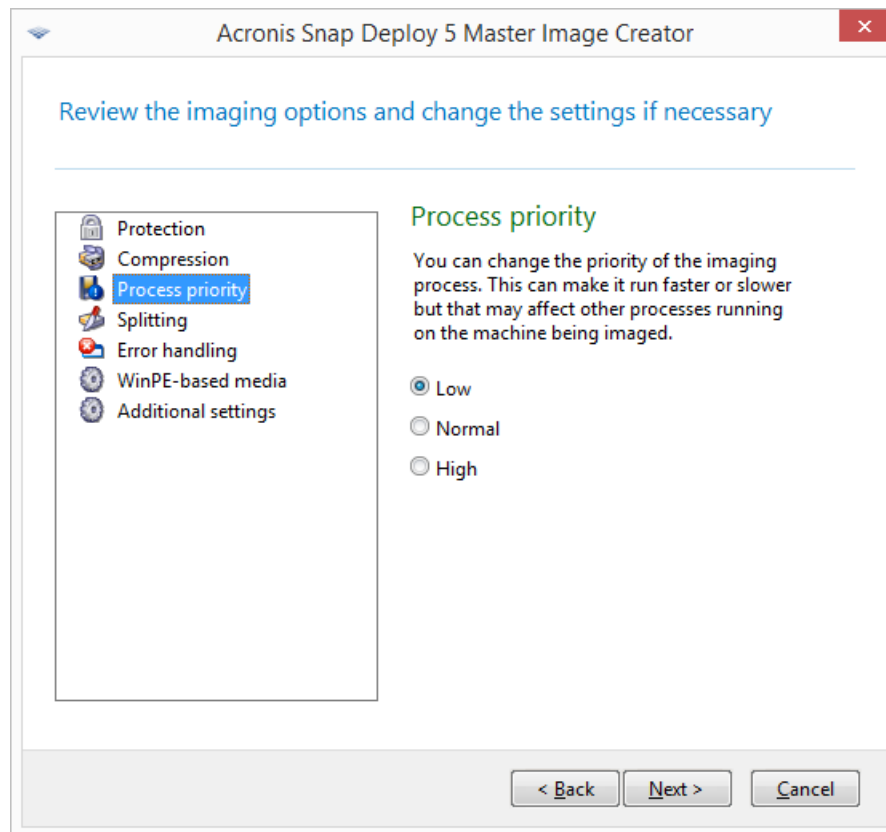 Acronis Snap Deploy 5 Master Image Creator
Review the imaging options and change the settings if necessary
Protection
Compression
Process priority
Splitting
Error handling
WinPE-based media
Additional settings
Process priority
You can change the priority of the imaging
process. This can make it run faster or slower
but that may affect other processes running
on the machine being imaged.
Low
Normal
High
< Back
Next >
Cancel